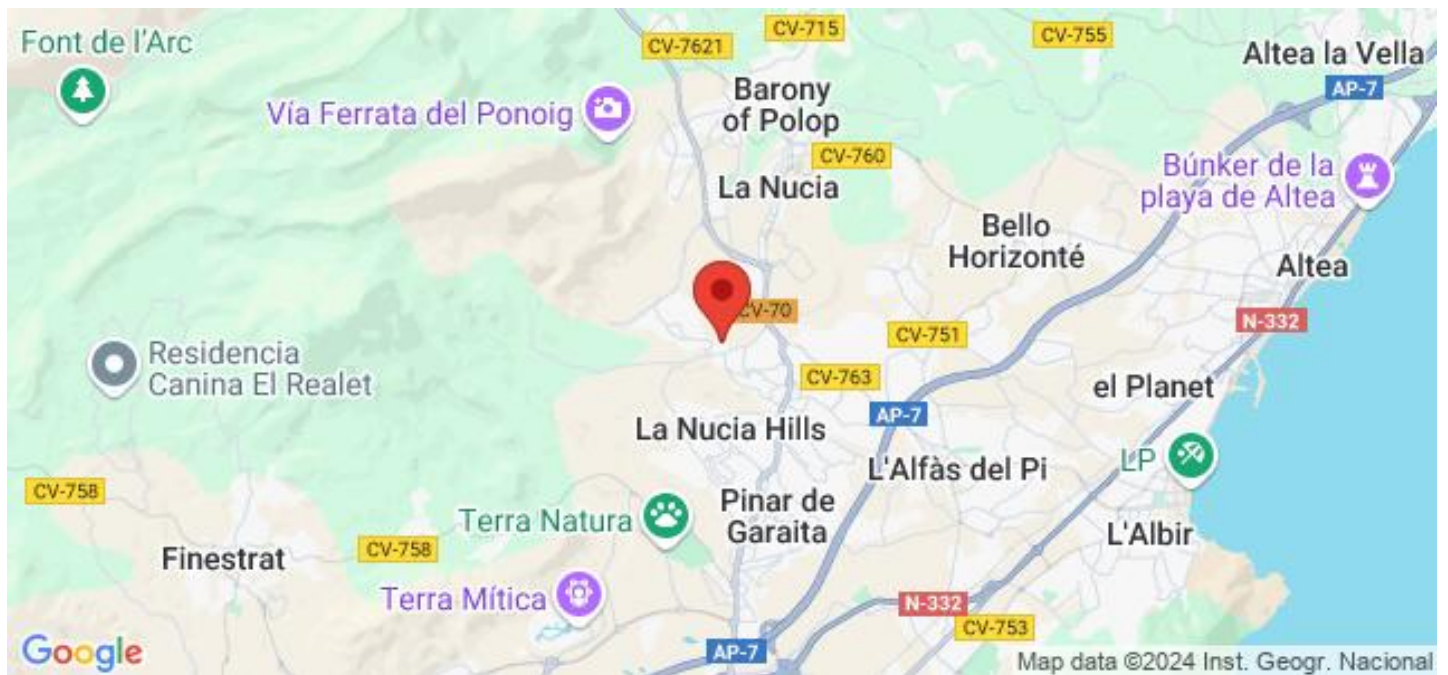 Font de l'Arc
CV-7621
CV-715
CV-755
Altea la Vella
AP-7
Vía Ferrata del Ponoig
Barony
of Polop
CV-760
La Nucia
Búnker de la
playa de Altea
Bello
Horizonté
Altea
CV-70
N-332
CV-751
Residencia
Canina El Realet
CV-763
el Planet
AP-7
La Nucia Hills
L'Alfàs del Pi
LP
CV-758
Terra Natura
Pinar de
Garaita
L'Albir
Finestrat
CV-758
Terra Mítica
N-332
CV-753
AP-7
Google
Map data ©2024 Inst. Geogr. Nacional